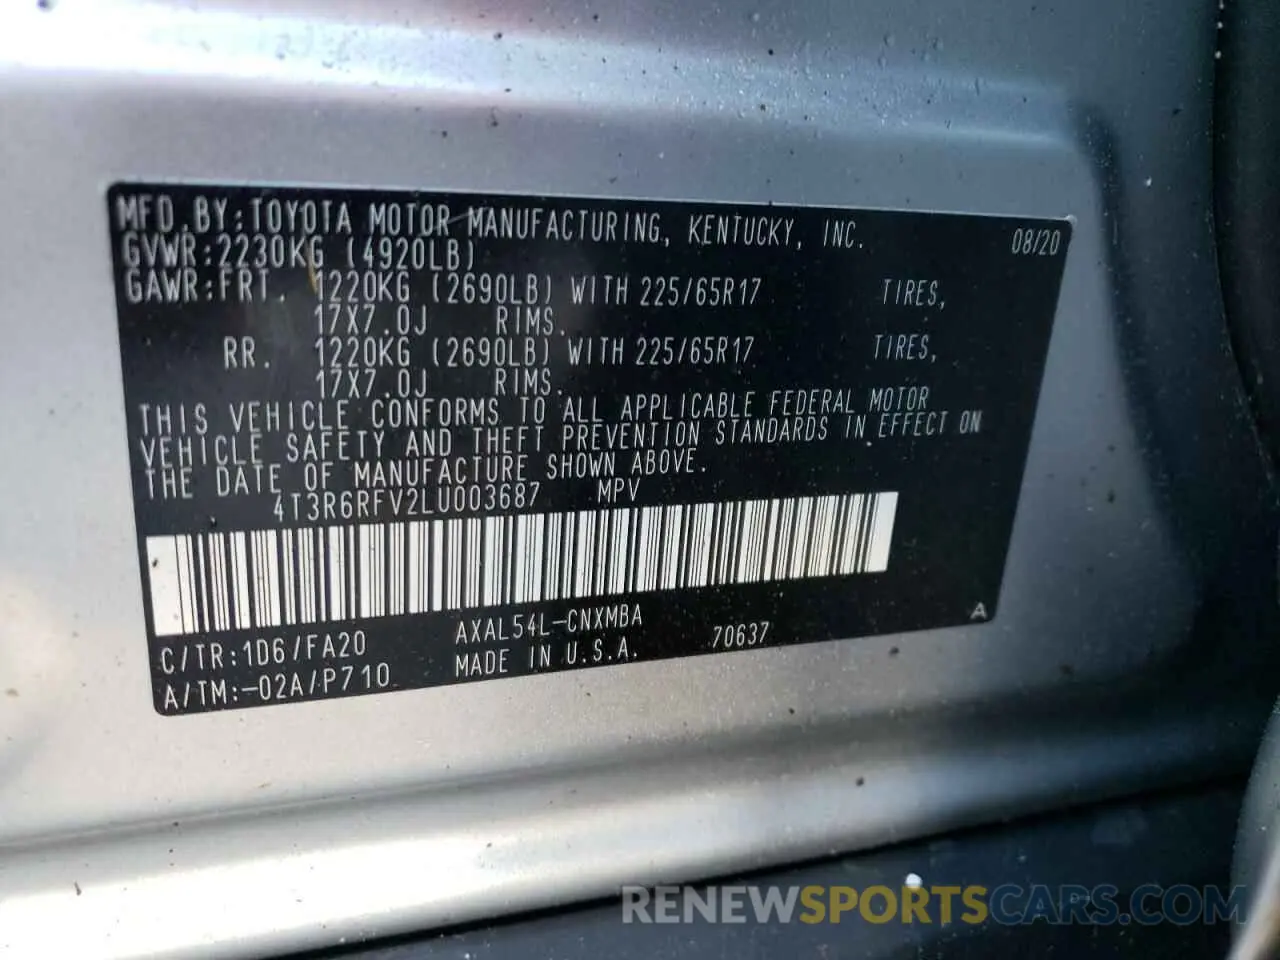 MFD.BY:TOYOTA MOTOR MANUFACTURING, KENTUCKY, INC. 08/20
GVWR:2230KG (4920LB)
GAWR:FRT. 1220KG (2690LB) WITH 225/65R17 TIRES,
17X7.0J RIMS.
RR. 1220KG (2690LB) WITH 225/65R17 TIRES,
17X7.0J RIMS.
THIS VEHICLE CONFORMS TO ALL APPLICABLE FEDERAL MOTOR
VEHICLE SAFETY AND THEFT PREVENTION STANDARDS IN EFFECT ON
THE DATE OF MANUFACTURE SHOWN ABOVE.
4T3R6RFV2LU003687 MPV
C/TR:1D6/FA20 AXAL54L-CNXMBA 70637 A
A/TM:-02A/P710 MADE IN U.S.A.
RENEWSPORTSCARS.COM